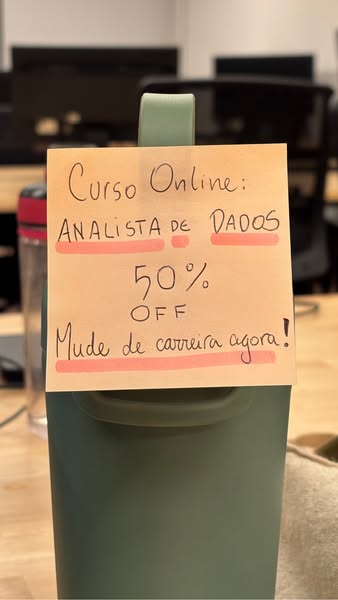 Curso Online:
ANALISTA DE DADOS
50%
OFF
Mude de carreira agora!